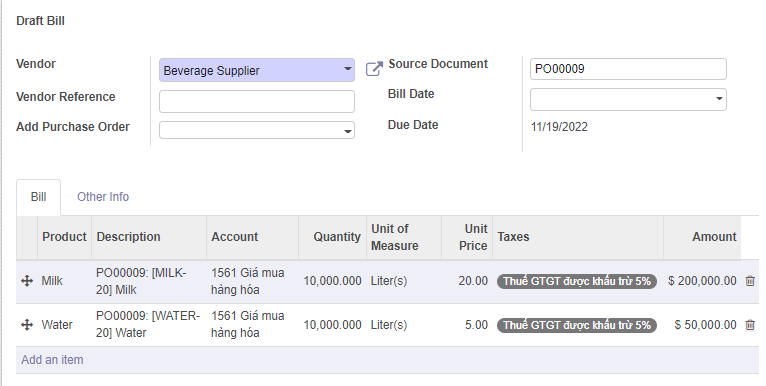 Draft Bill
Vendor
Beverage Supplier
Source Document
PO00009
Vendor Reference
Bill Date
Add Purchase Order
Due Date
11/19/2022
Bill
Other Info
Product Description Account Quantity Unit of Measure Unit Price Taxes Amount
Milk PO00009: [MILK-20] Milk 1561 Giá mua hàng hóa 10,000.000 Liter(s) 20.00 Thuế GTGT được khấu trừ 5% $ 200,000.00
Water PO00009: [WATER-20] Water 1561 Giá mua hàng hóa 10,000.000 Liter(s) 5.00 Thuế GTGT được khấu trừ 5% $ 50,000.00
Add an item